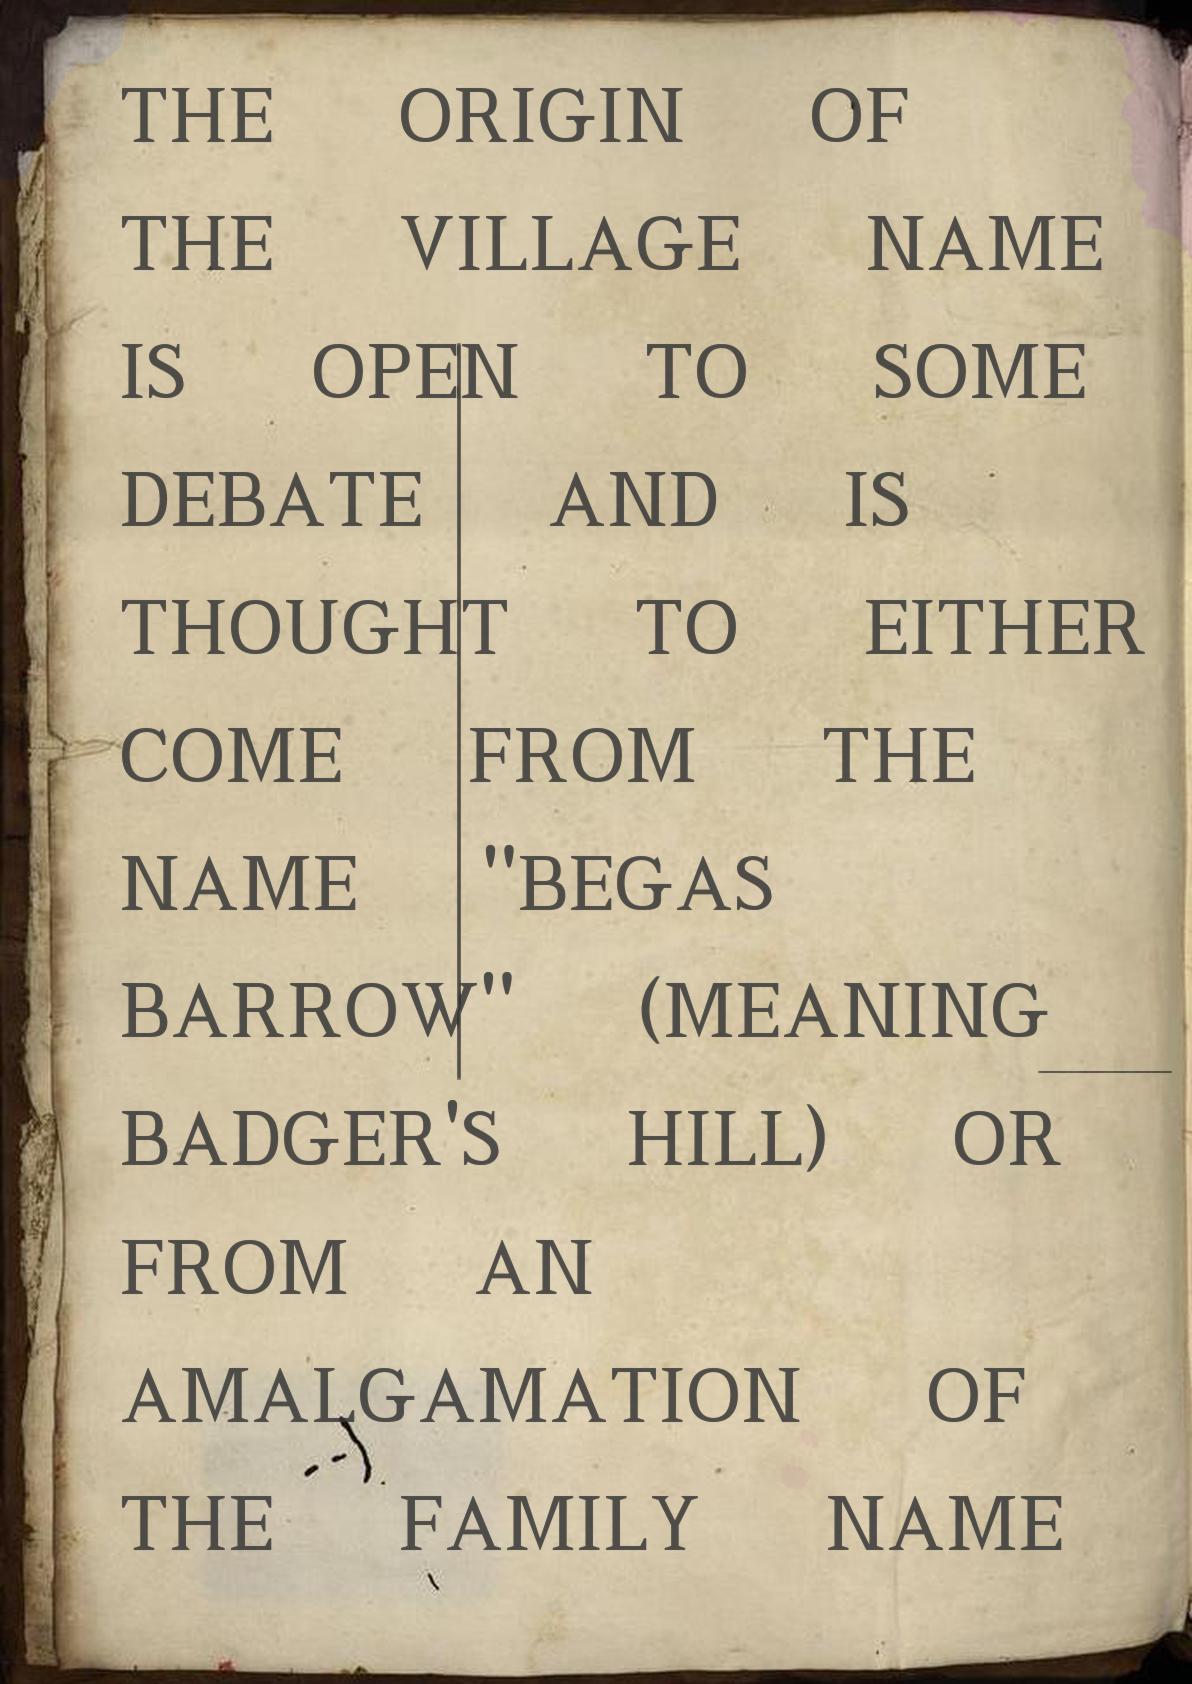 THE ORIGIN OF
THE VILLAGE NAME
IS OPEN TO SOME
DEBATE AND IS
THOUGHT TO EITHER
COME FROM THE
NAME "BEGAS
BARROW" (MEANING
BADGER'S HILL) OR
FROM AN
AMALGAMATION OF
THE FAMILY NAME